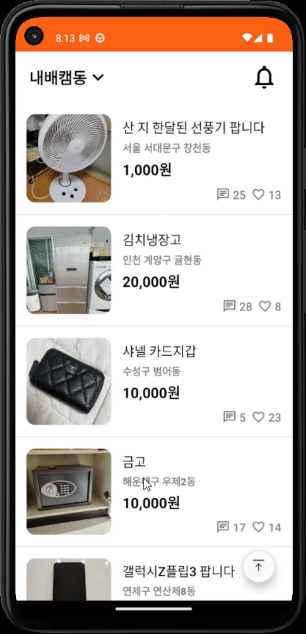 8:13
내배캠동
산 지 한달된 선풍기 팝니다
서울 서대문구 창천동
1,000원
25 13
김치냉장고
인천 계양구 귤현동
20,000원
28 8
샤넬 카드지갑
수성구 범어동
10,000원
5 23
금고
해운대구 우제2동
10,000원
17 14
갤럭시Z플립3 팝니다
연제구 연산제8동